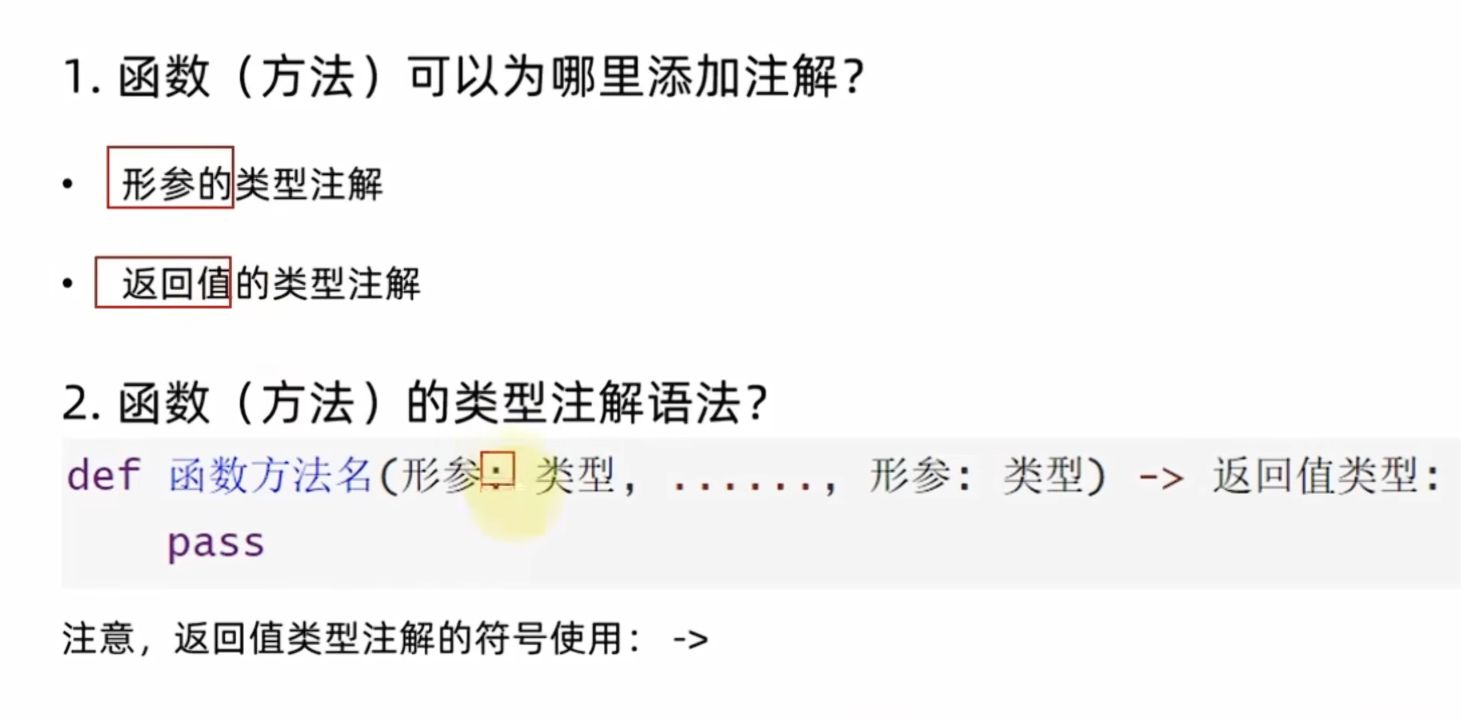 1. 函数（方法）可以为哪里添加注解？
• 形参的类型注解
• 返回值的类型注解
2. 函数（方法）的类型注解语法？
def 函数方法名(形参: 类型, ......, 形参: 类型) -> 返回值类型:
pass
注意，返回值类型注解的符号使用： ->